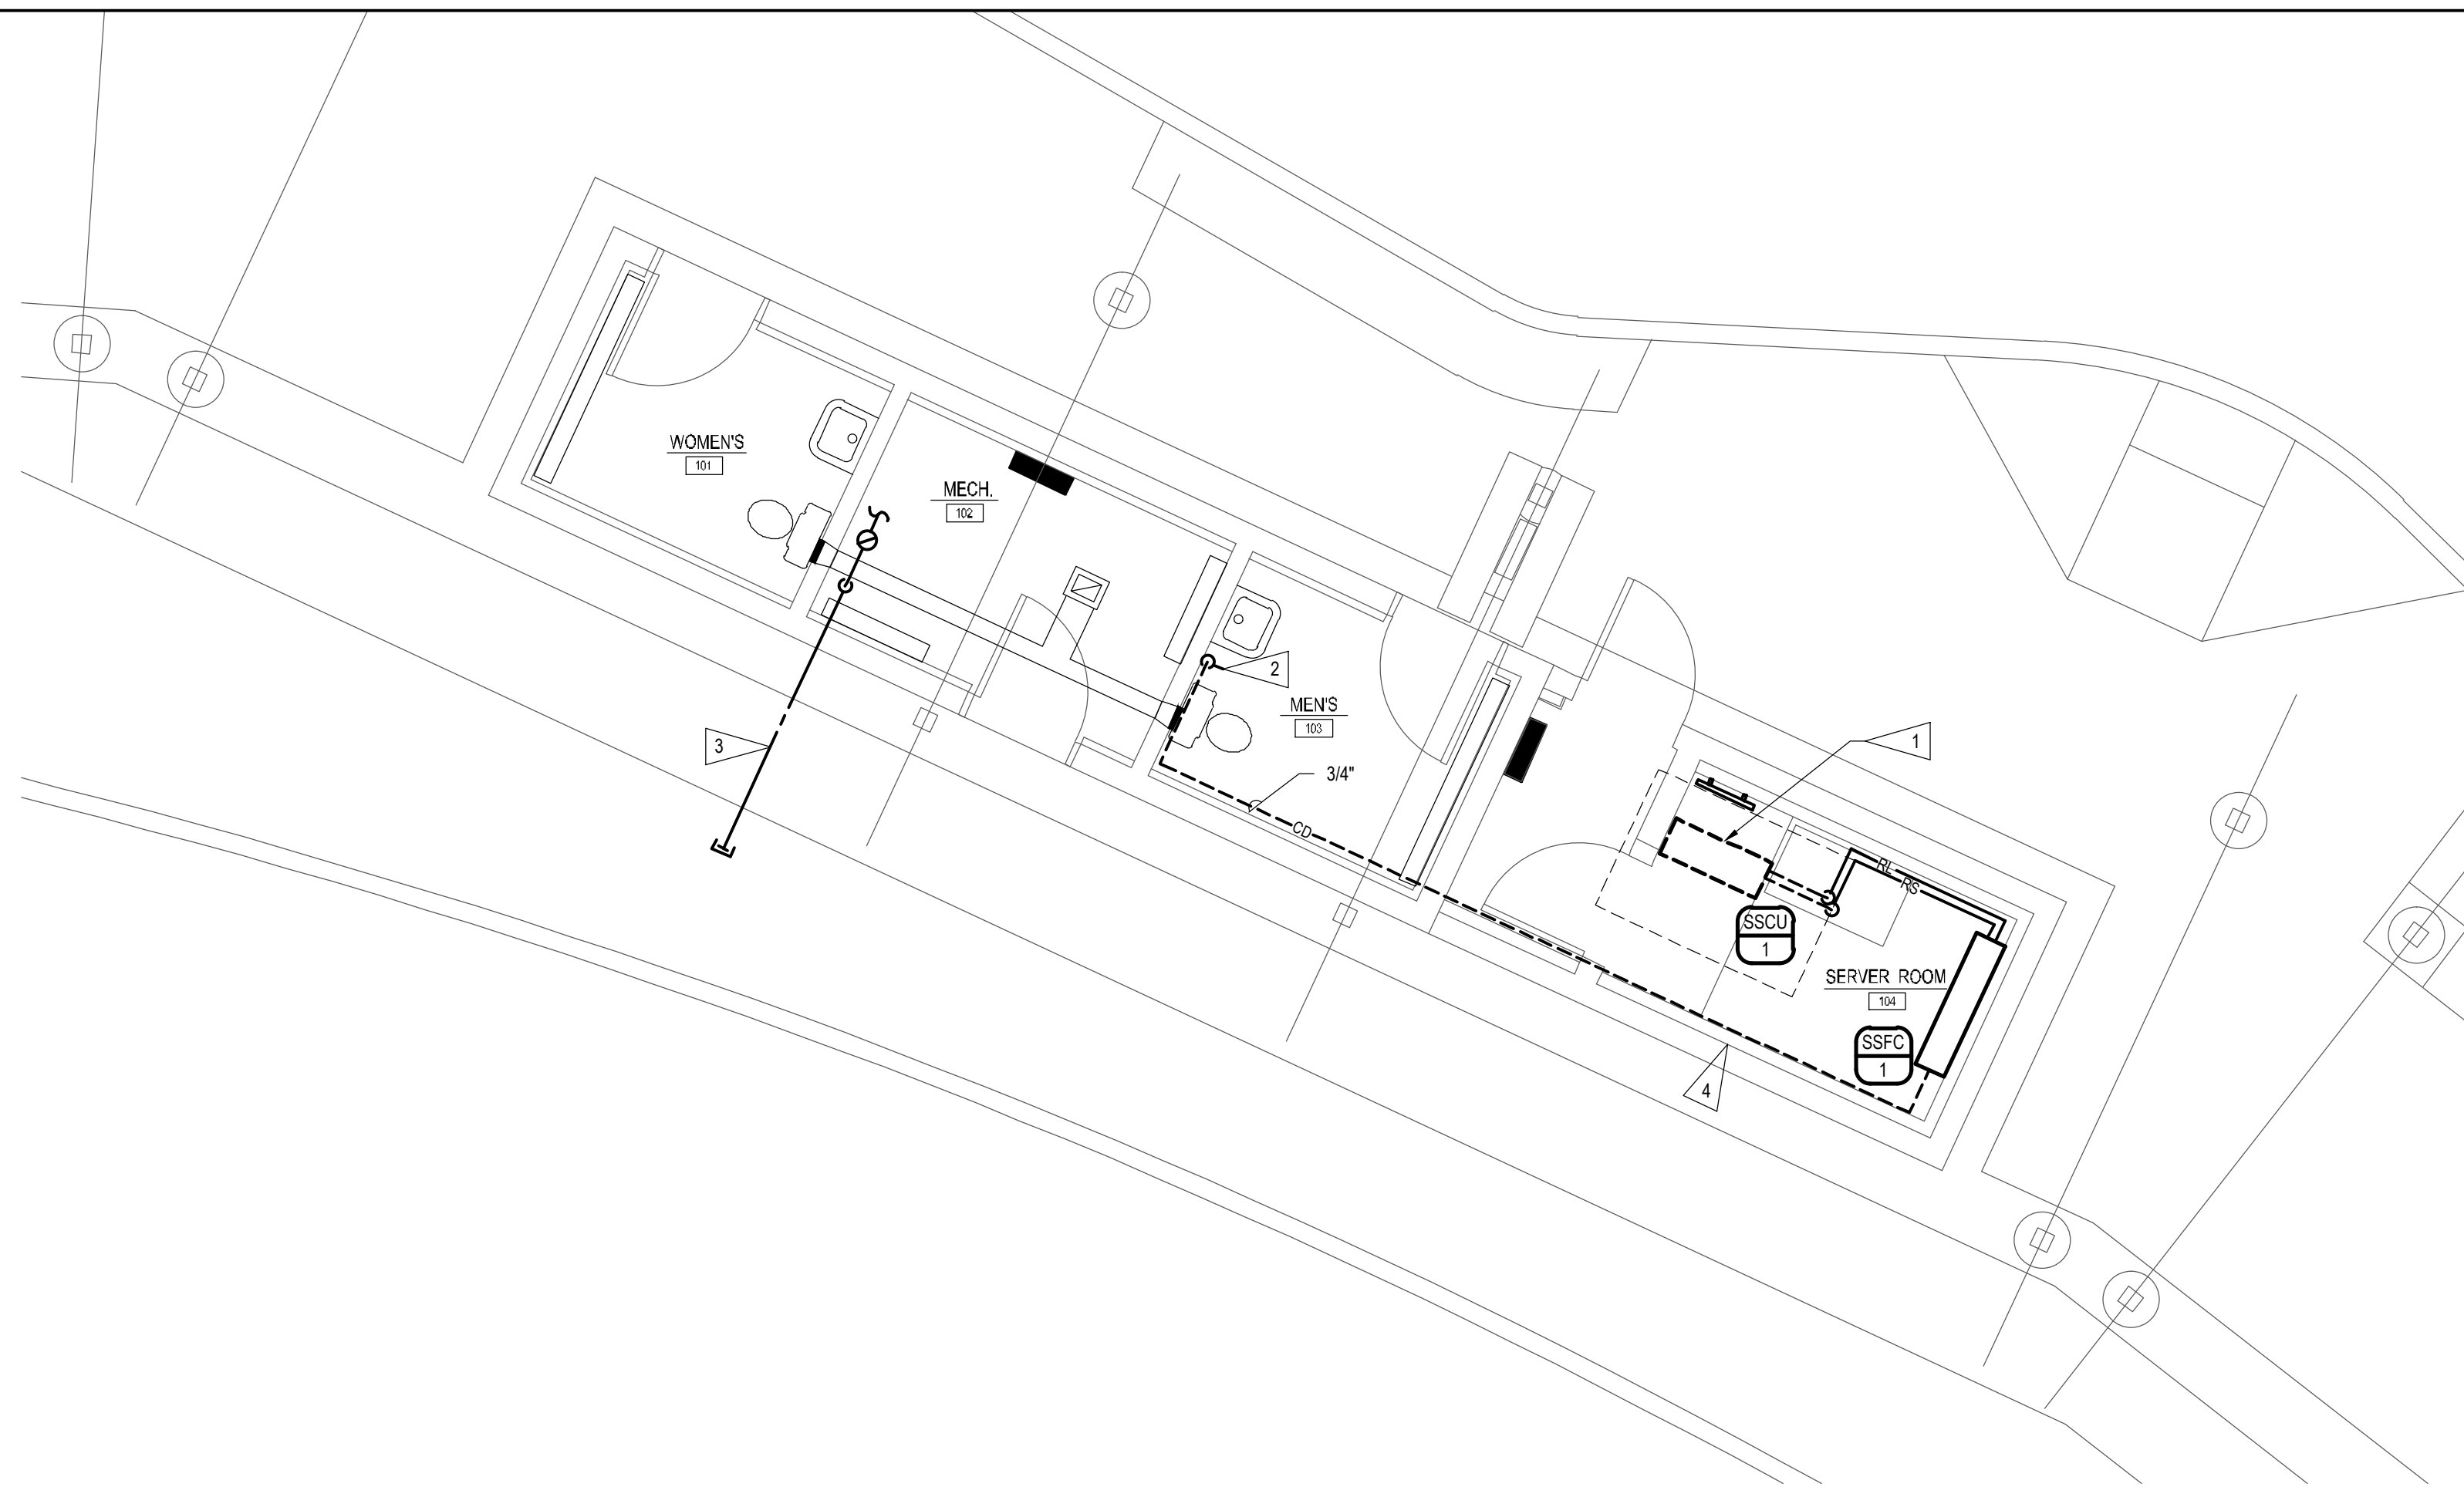 WOMEN'S
101
MECH.
102
2
MEN'S
103
3
3/4"
CD
1
RL
RS
SSCU
1
SERVER ROOM
104
SSFC
1
4